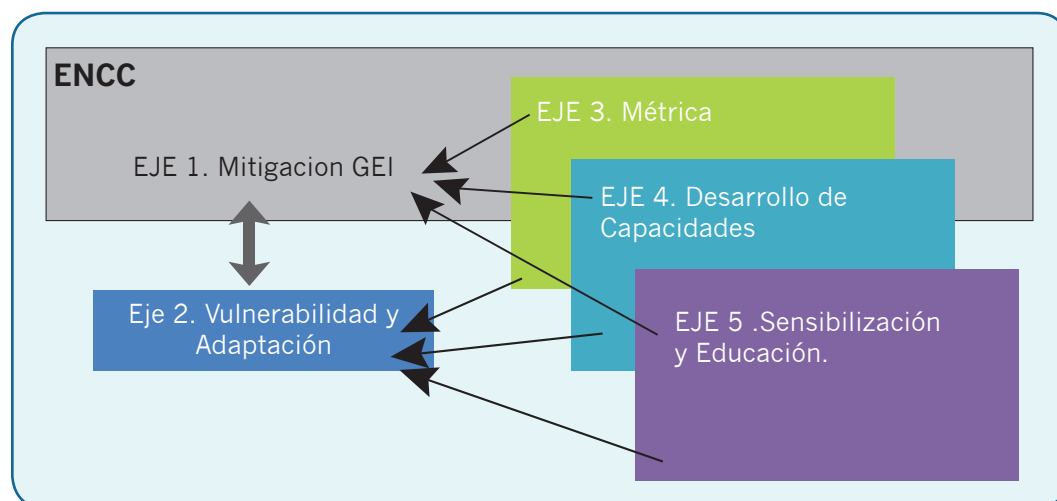 ENCC
EJE 1. Mitigacion GEI
EJE 3. Métrica
EJE 4. Desarrollo de
Capacidades
Eje 2. Vulnerabilidad y
Adaptación
EJE 5 .Sensibilización
y Educación.